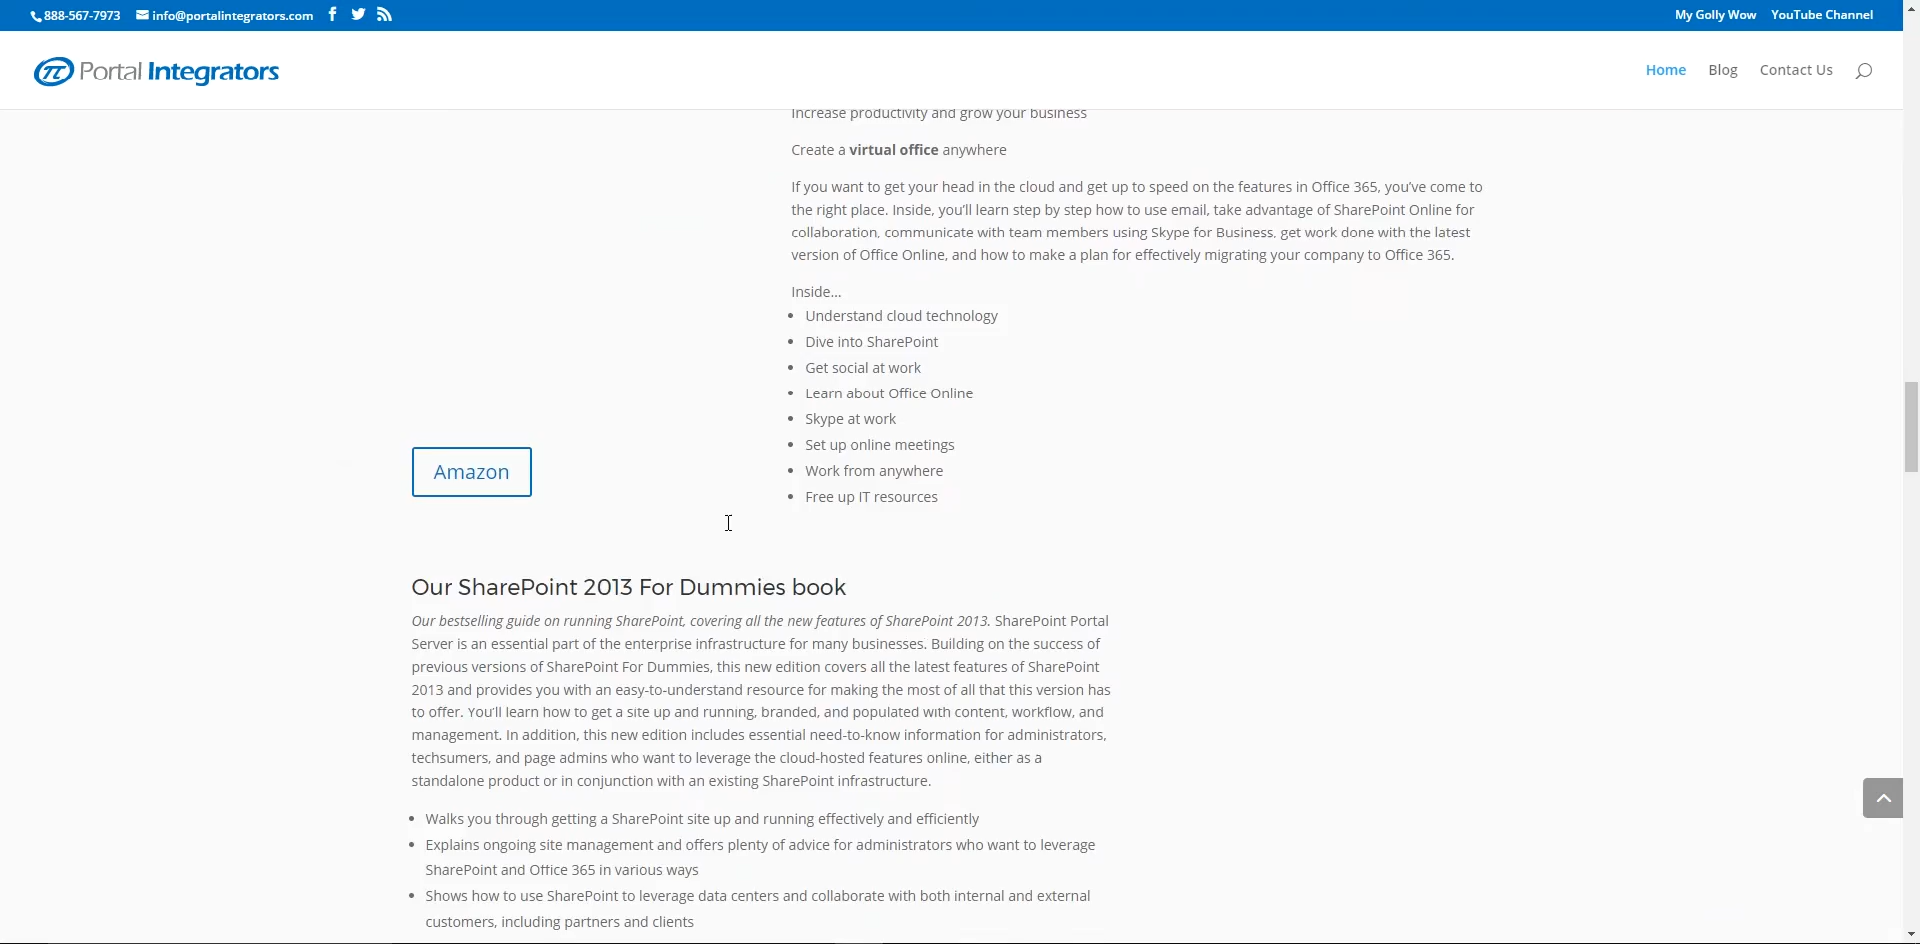 888-567-7973 info@portalintegrators.com My Golly Wow YouTube Channel
Portal Integrators Home Blog Contact Us
Increase productivity and grow your business
Create a virtual office anywhere
If you want to get your head in the cloud and get up to speed on the features in Office 365, you've come to
the right place. Inside, you'll learn step by step how to use email, take advantage of SharePoint Online for
collaboration, communicate with team members using Skype for Business, get work done with the latest
version of Office Online, and how to make a plan for effectively migrating your company to Office 365.
Inside...
• Understand cloud technology
• Dive into SharePoint
• Get social at work
• Learn about Office Online
• Skype at work
• Set up online meetings
• Work from anywhere
• Free up IT resources
Amazon
Our SharePoint 2013 For Dummies book
Our bestselling guide on running SharePoint, covering all the new features of SharePoint 2013. SharePoint Portal
Server is an essential part of the enterprise infrastructure for many businesses. Building on the success of
previous versions of SharePoint For Dummies, this new edition covers all the latest features of SharePoint
2013 and provides you with an easy-to-understand resource for making the most of all that this version has
to offer. You'll learn how to get a site up and running, branded, and populated with content, workflow, and
management. In addition, this new edition includes essential need-to-know information for administrators,
techsumers, and page admins who want to leverage the cloud-hosted features online, either as a
standalone product or in conjunction with an existing SharePoint infrastructure.
• Walks you through getting a SharePoint site up and running effectively and efficiently
• Explains ongoing site management and offers plenty of advice for administrators who want to leverage
SharePoint and Office 365 in various ways
• Shows how to use SharePoint to leverage data centers and collaborate with both internal and external
customers, including partners and clients